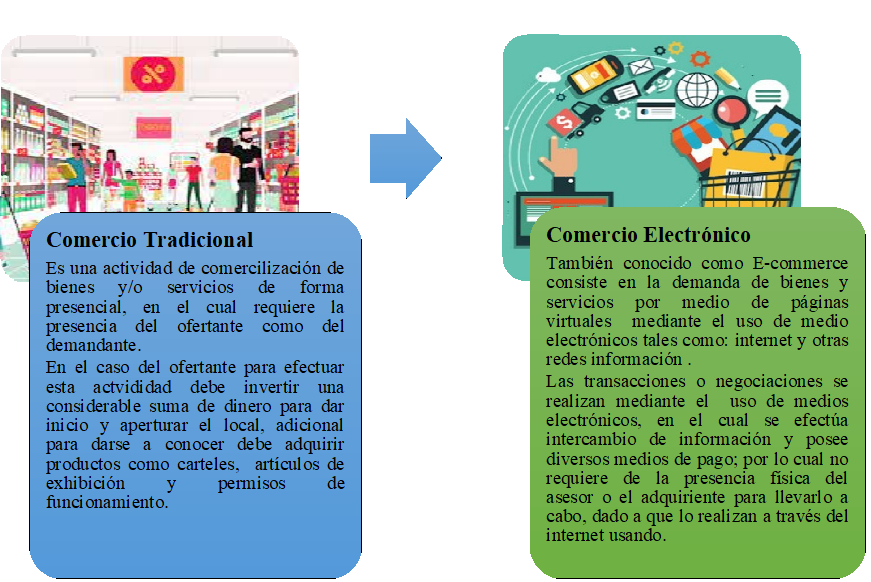 Comercio Tradicional
Es una actividad de comercilización de
bienes y/o servicios de forma
presencial, en el cual requiere la
presencia del ofertante como del
demandante.
En el caso del ofertante para efectuar
esta actvididad debe invertir una
considerable suma de dinero para dar
inicio y aperturar el local, adicional
para darse a conocer debe adquirir
productos como carteles, artículos de
exhibición y permisos de
funcionamiento.
Comercio Electrónico
También conocido como E-commerce
consiste en la demanda de bienes y
servicios por medio de páginas
virtuales mediante el uso de medio
electrónicos tales como: internet y otras
redes información .
Las transacciones o negociaciones se
realizan mediante el uso de medios
electrónicos, en el cual se efectúa
intercambio de información y posee
diversos medios de pago; por lo cual no
requiere de la presencia física del
asesor o el adquiriente para llevarlo a
cabo, dado a que lo realizan a través del
internet usando.